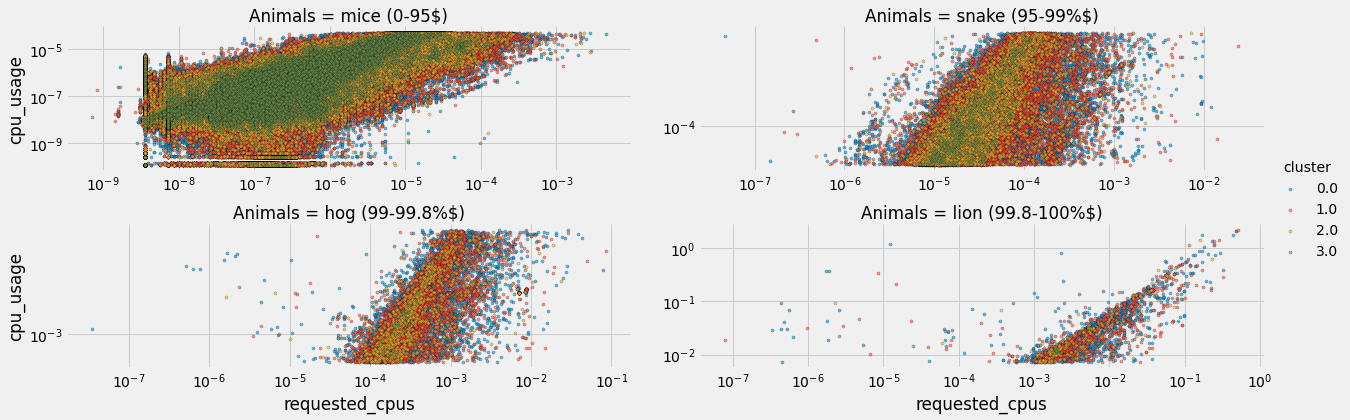 Animals = mice (0-95$)
cpu_usage
10⁻⁵
10⁻⁷
10⁻⁹
10⁻⁹ 10⁻⁸ 10⁻⁷ 10⁻⁶ 10⁻⁵ 10⁻⁴ 10⁻³
Animals = snake (95-99%$)
10⁻⁴
10⁻⁷ 10⁻⁶ 10⁻⁵ 10⁻⁴ 10⁻³ 10⁻²
Animals = hog (99-99.8%$)
cpu_usage
10⁻³
10⁻⁷ 10⁻⁶ 10⁻⁵ 10⁻⁴ 10⁻³ 10⁻² 10⁻¹
requested_cpus
Animals = lion (99.8-100%$)
10⁰
10⁻¹
10⁻²
10⁻⁷ 10⁻⁶ 10⁻⁵ 10⁻⁴ 10⁻³ 10⁻² 10⁻¹ 10⁰
requested_cpus
cluster
0.0
1.0
2.0
3.0